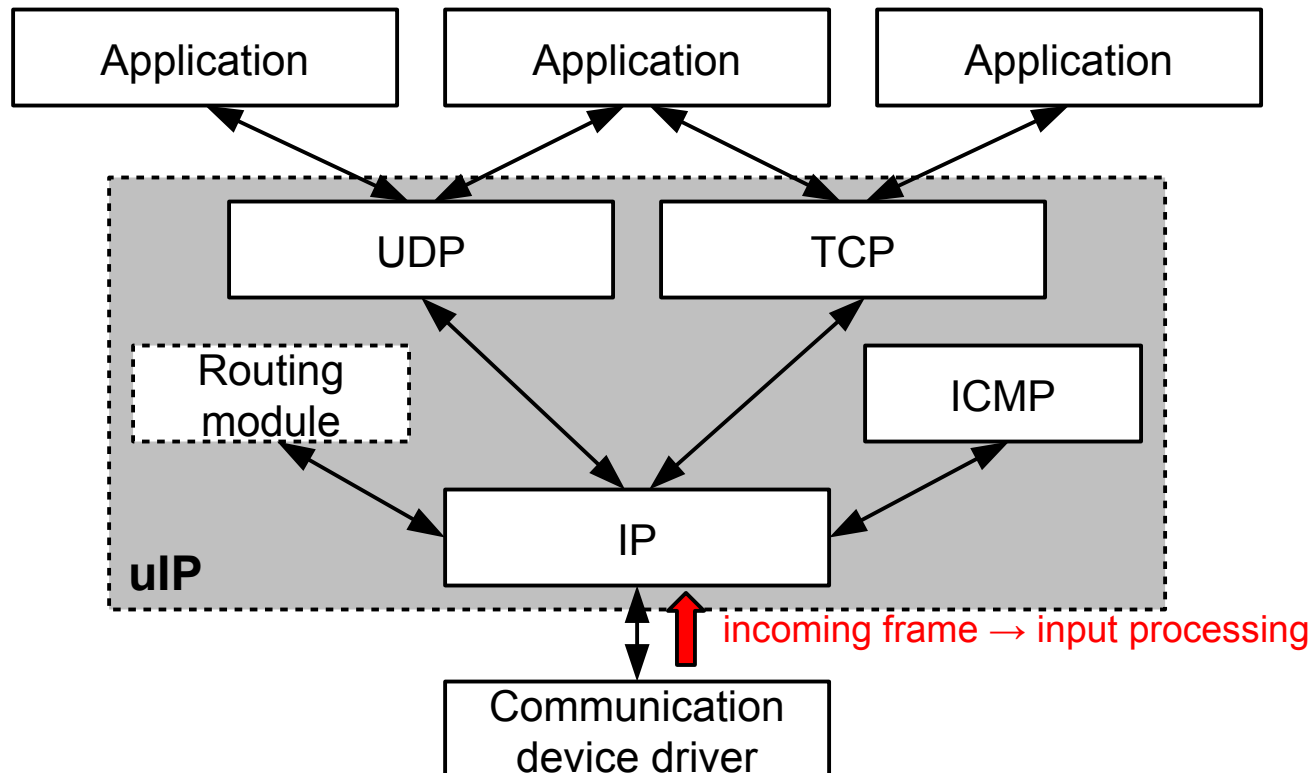 Application
Application
Application
UDP
TCP
Routing
module
ICMP
IP
uIP
incoming frame → input processing
Communication
device driver